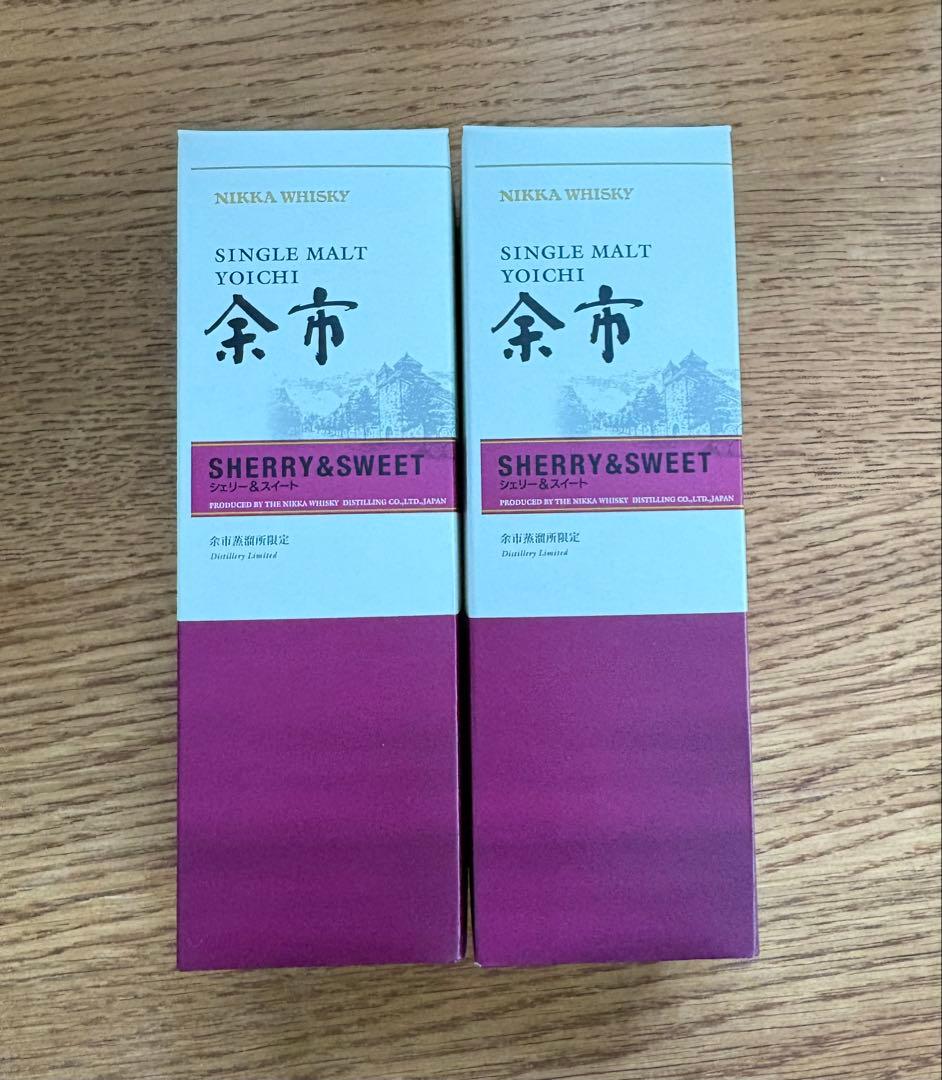 NIKKA WHISKY
SINGLE MALT
YOICHI
余市
SHERRY&SWEET
シェリー&スイート
PRODUCED BY THE NIKKA WHISKY DISTILLING CO.,LTD.,JAPAN
余市蒸溜所限定
Distillery Limited
NIKKA WHISKY
SINGLE MALT
YOICHI
余市
SHERRY&SWEET
シェリー&スイート
PRODUCED BY THE NIKKA WHISKY DISTILLING CO.,LTD.,JAPAN
余市蒸溜所限定
Distillery Limited